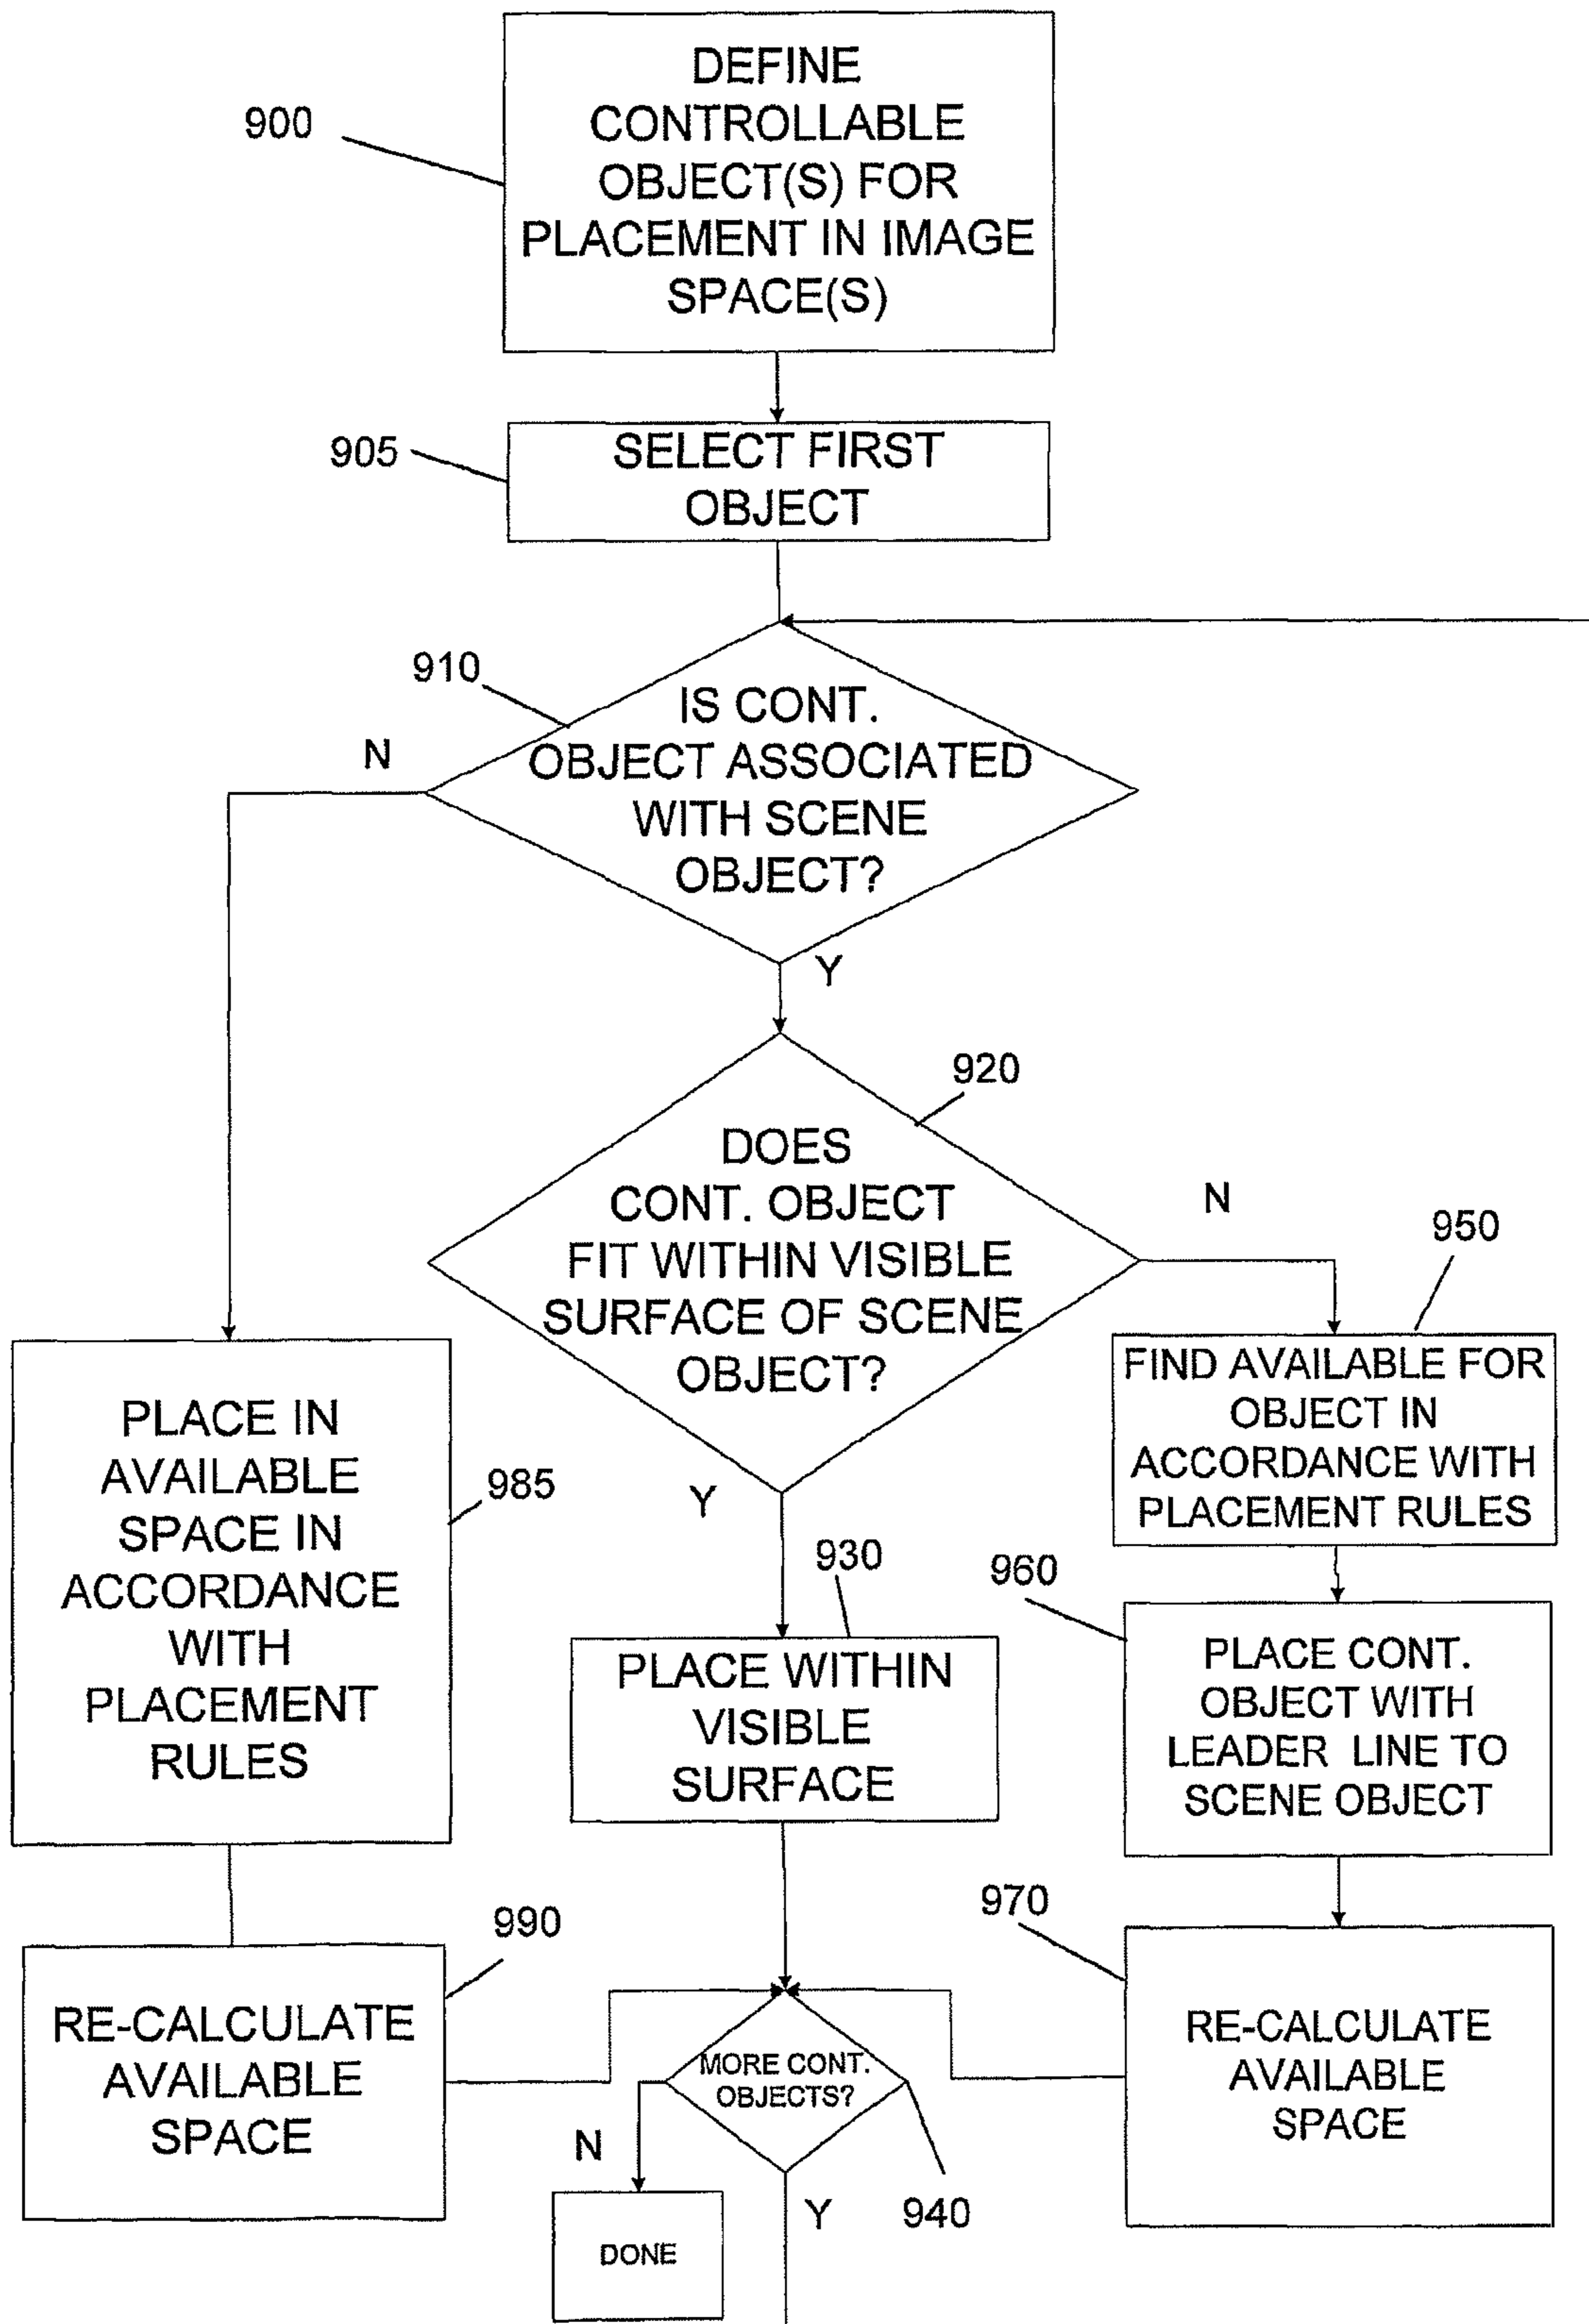 DEFINE
CONTROLLABLE
OBJECT(S) FOR
PLACEMENT IN IMAGE
SPACE(S)
900
SELECT FIRST
OBJECT
905
910
IS CONT.
OBJECT ASSOCIATED
WITH SCENE
OBJECT?
N
Y
920
DOES
CONT. OBJECT
FIT WITHIN VISIBLE
SURFACE OF SCENE
OBJECT?
N
Y
950
FIND AVAILABLE FOR
OBJECT IN
ACCORDANCE WITH
PLACEMENT RULES
PLACE IN
AVAILABLE
SPACE IN
ACCORDANCE
WITH
PLACEMENT
RULES
985
930
PLACE WITHIN
VISIBLE
SURFACE
960
PLACE CONT.
OBJECT WITH
LEADER LINE TO
SCENE OBJECT
990
RE-CALCULATE
AVAILABLE
SPACE
970
RE-CALCULATE
AVAILABLE
SPACE
MORE CONT.
OBJECTS?
N
Y
940
DONE